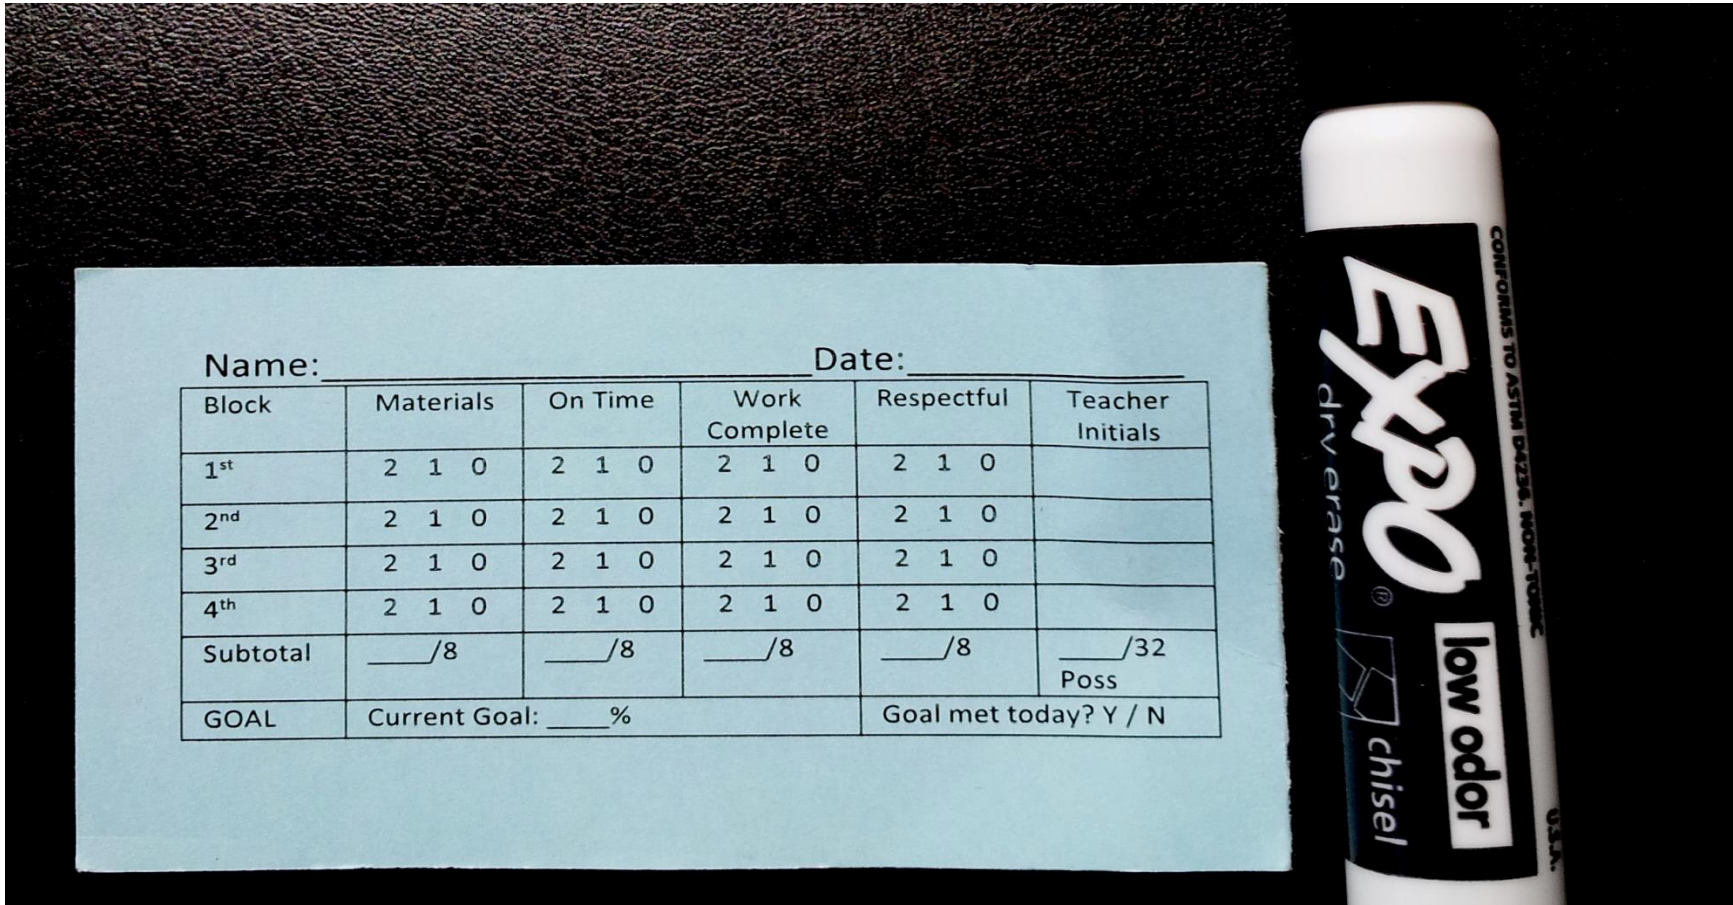 Name:____________________Date:____________
Block Materials On Time Work Complete Respectful Teacher Initials
1st 2 1 0 2 1 0 2 1 0 2 1 0
2nd 2 1 0 2 1 0 2 1 0 2 1 0
3rd 2 1 0 2 1 0 2 1 0 2 1 0
4th 2 1 0 2 1 0 2 1 0 2 1 0
Subtotal ____/8 ____/8 ____/8 ____/8 ____/32 Poss
GOAL Current Goal: ____% Goal met today? Y / N
CONFORMS TO ASTM D4236. NON-TOXIC
U.S.A.
EXPO®
low odor
dry erase
chisel